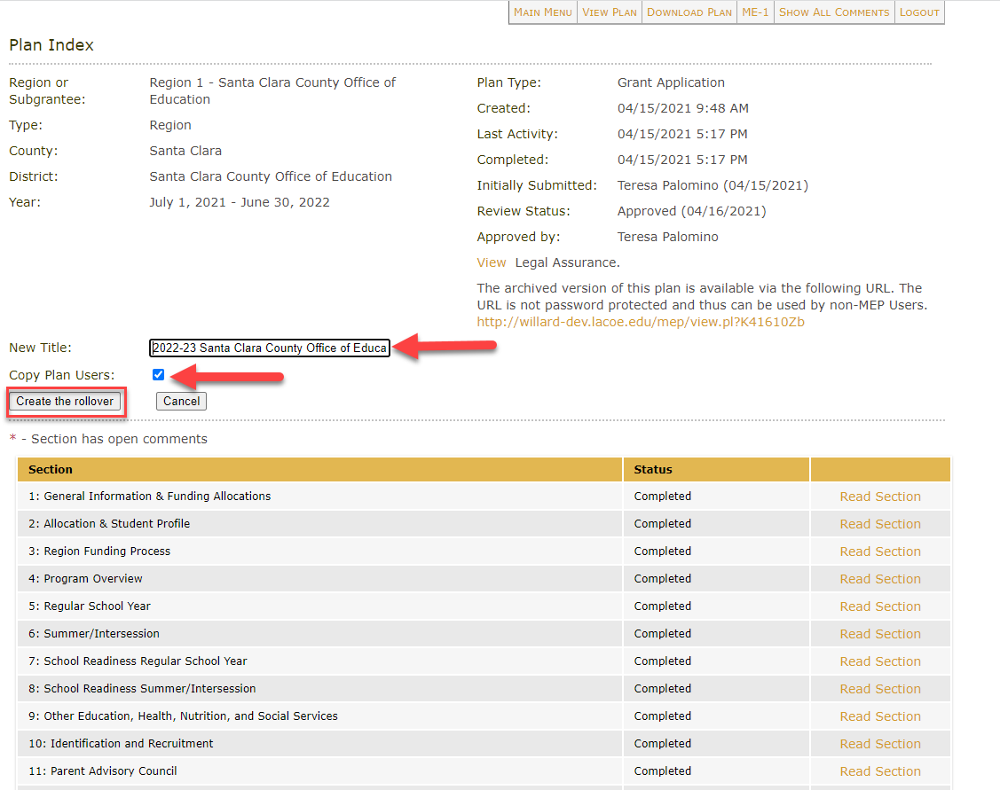 MAIN MENU VIEW PLAN DOWNLOAD PLAN ME-1 SHOW ALL COMMENTS LOGOUT
Plan Index
Region or
Subgrantee:
Region 1 - Santa Clara County Office of
Education
Type: Region
County: Santa Clara
District: Santa Clara County Office of Education
Year: July 1, 2021 - June 30, 2022
Plan Type: Grant Application
Created: 04/15/2021 9:48 AM
Last Activity: 04/15/2021 5:17 PM
Completed: 04/15/2021 5:17 PM
Initially Submitted: Teresa Palomino (04/15/2021)
Review Status: Approved (04/16/2021)
Approved by: Teresa Palomino
View Legal Assurance.
The archived version of this plan is available via the following URL. The
URL is not password protected and thus can be used by non-MEP Users.
http://willard-dev.lacoe.edu/mep/view.pl?K41610Zb
New Title: 2022-23 Santa Clara County Office of Educa
Copy Plan Users:
Create the rollover Cancel
* - Section has open comments
Section Status
1: General Information & Funding Allocations Completed Read Section
2: Allocation & Student Profile Completed Read Section
3: Region Funding Process Completed Read Section
4: Program Overview Completed Read Section
5: Regular School Year Completed Read Section
6: Summer/Intersession Completed Read Section
7: School Readiness Regular School Year Completed Read Section
8: School Readiness Summer/Intersession Completed Read Section
9: Other Education, Health, Nutrition, and Social Services Completed Read Section
10: Identification and Recruitment Completed Read Section
11: Parent Advisory Council Completed Read Section